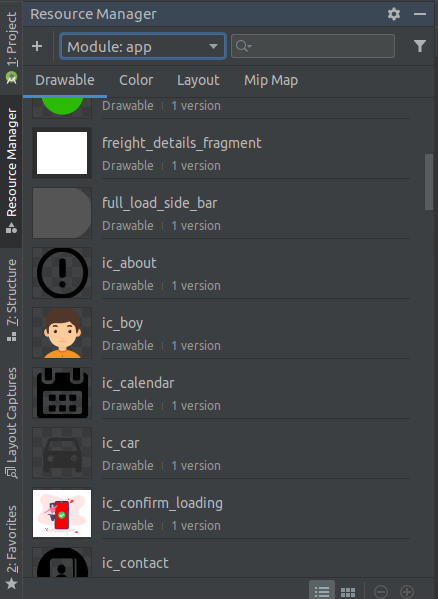 Resource Manager
Module: app
Drawable Color Layout Mip Map
Drawable 1 version
freight_details_fragment
Drawable 1 version
full_load_side_bar
Drawable 1 version
ic_about
Drawable 1 version
ic_boy
Drawable 1 version
ic_calendar
Drawable 1 version
ic_car
Drawable 1 version
ic_confirm_loading
Drawable 1 version
ic_contact
1: Project
Resource Manager
7: Structure
Layout Captures
2: Favorites